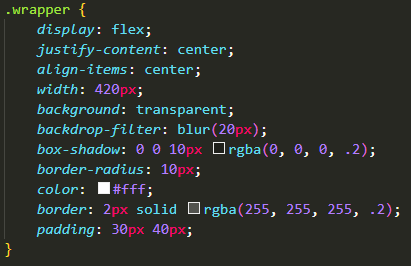 .wrapper {
    display: flex;
    justify-content: center;
    align-items: center;
    width: 420px;
    background: transparent;
    backdrop-filter: blur(20px);
    box-shadow: 0 0 10px rgba(0, 0, 0, .2);
    border-radius: 10px;
    color: #fff;
    border: 2px solid rgba(255, 255, 255, .2);
    padding: 30px 40px;
}